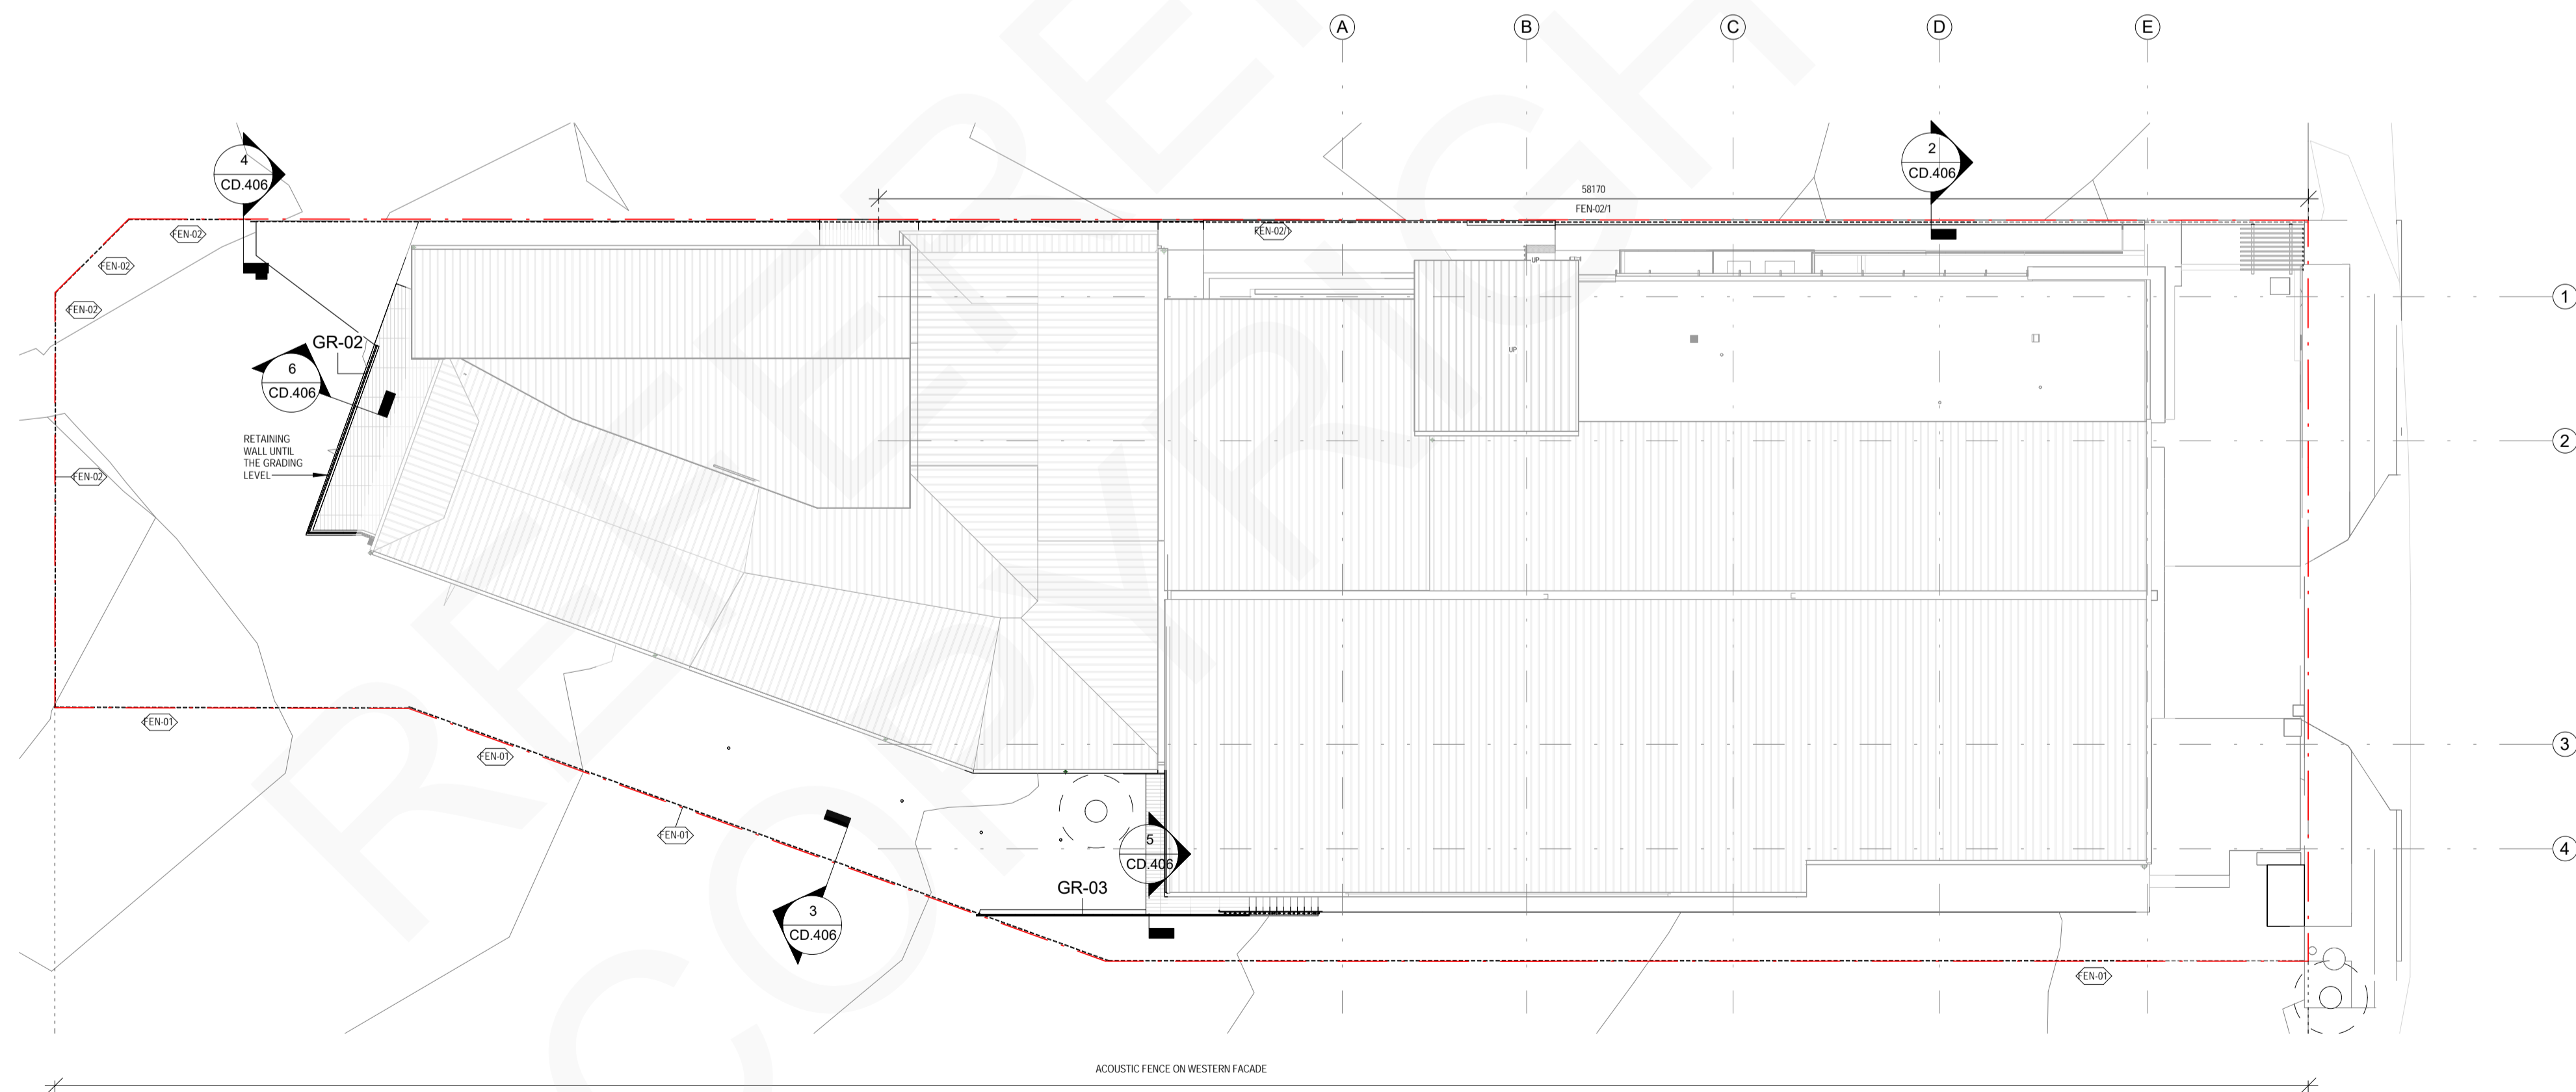 A
B
C
D
E
4
CD.406
2
CD.406
58170
FEN-02/1
FEN-02
FEN-02/1
FEN-02
UP
1
FEN-02
GR-02
UP
6
CD.406
RETAINING
WALL UNTIL
THE GRADING
LEVEL
2
FEN-02
FEN-01
FEN-01
3
FEN-01
5
CD.406
4
GR-03
3
CD.406
FEN-01
ACOUSTIC FENCE ON WESTERN FACADE
REFERE
COPYRIGH